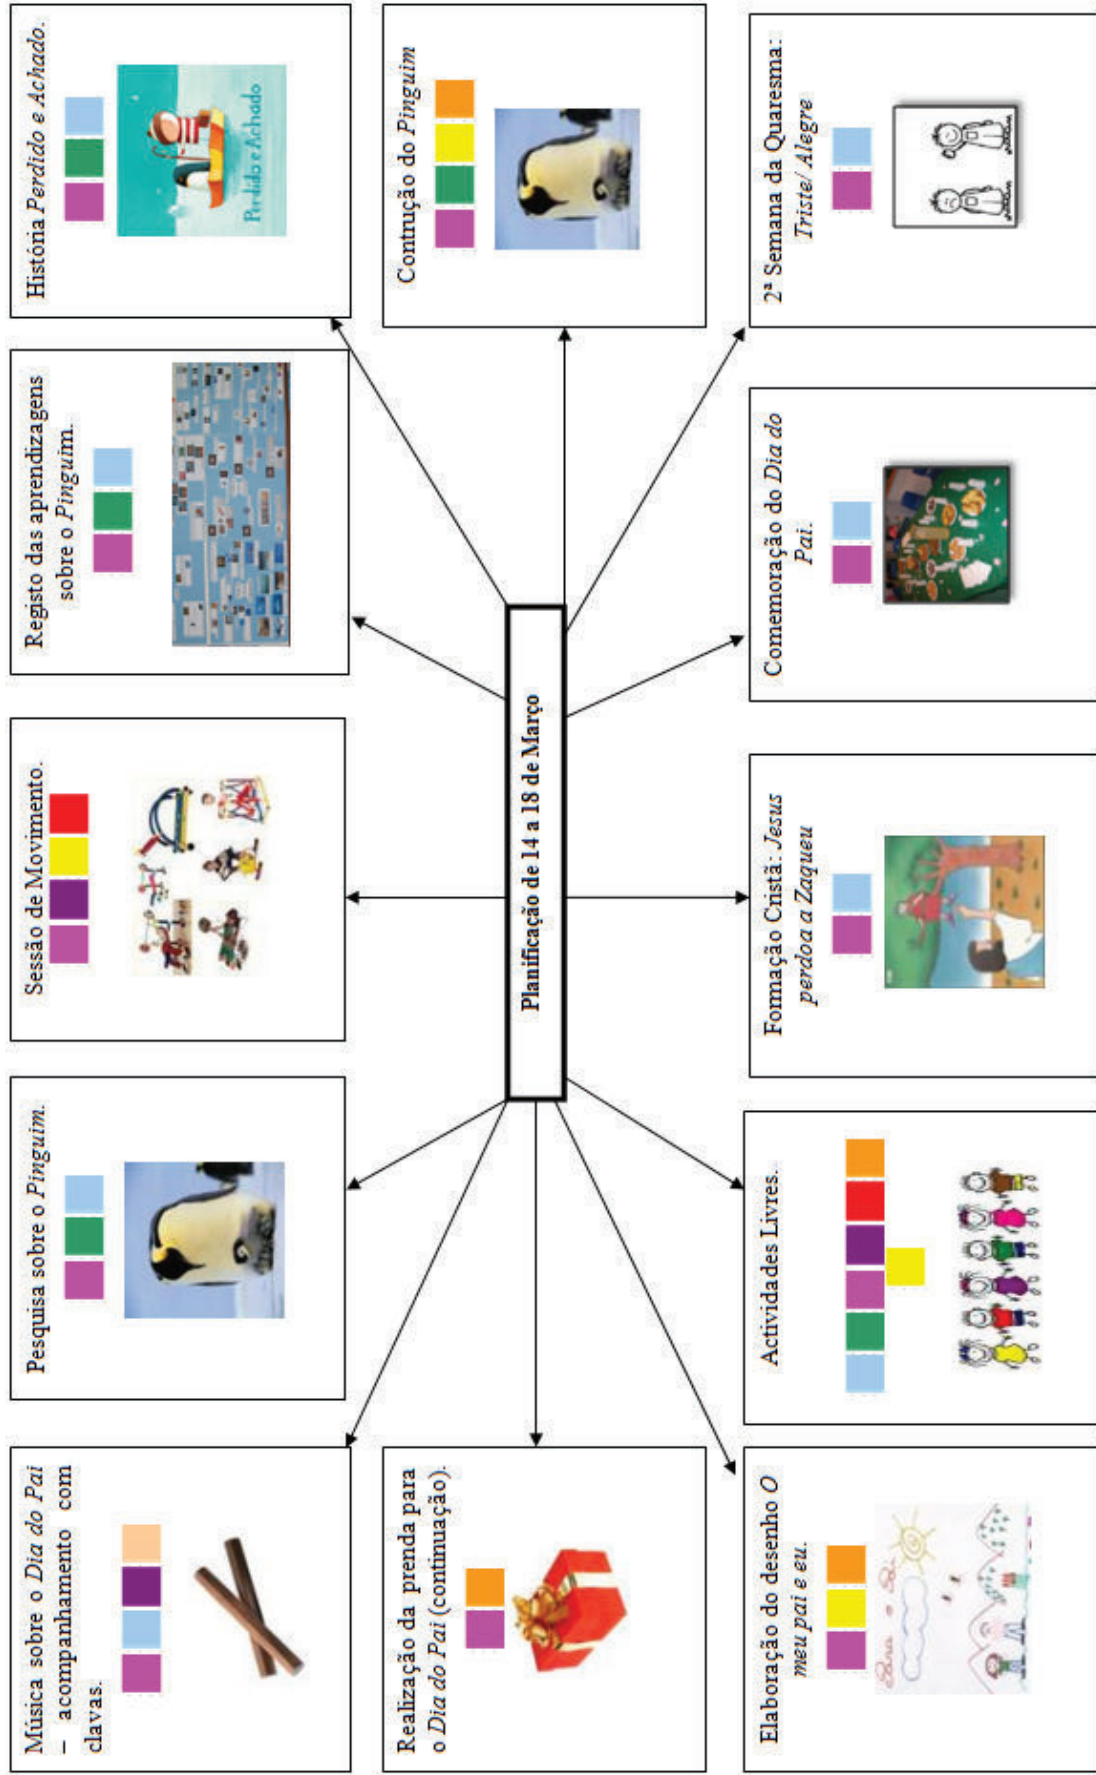 Música sobre o Dia do Pai
– acompanhamento com
clavas.
Pesquisa sobre o Pinguim.
Sessão de Movimento.
Registo das aprendizagens
sobre o Pinguim.
História Perdido e Achado.
Perdido e Achado
Realização da prenda para
o Dia do Pai (continuação).
Planificação de 14 a 18 de Março
Contrução do Pinguim
Elaboração do desenho O
meu pai e eu.
Actividades Livres.
Formação Cristã: Jesus
perdoa a Zaqueu
Comemoração do Dia do
Pai.
2ª Semana da Quaresma:
Triste/ Alegre